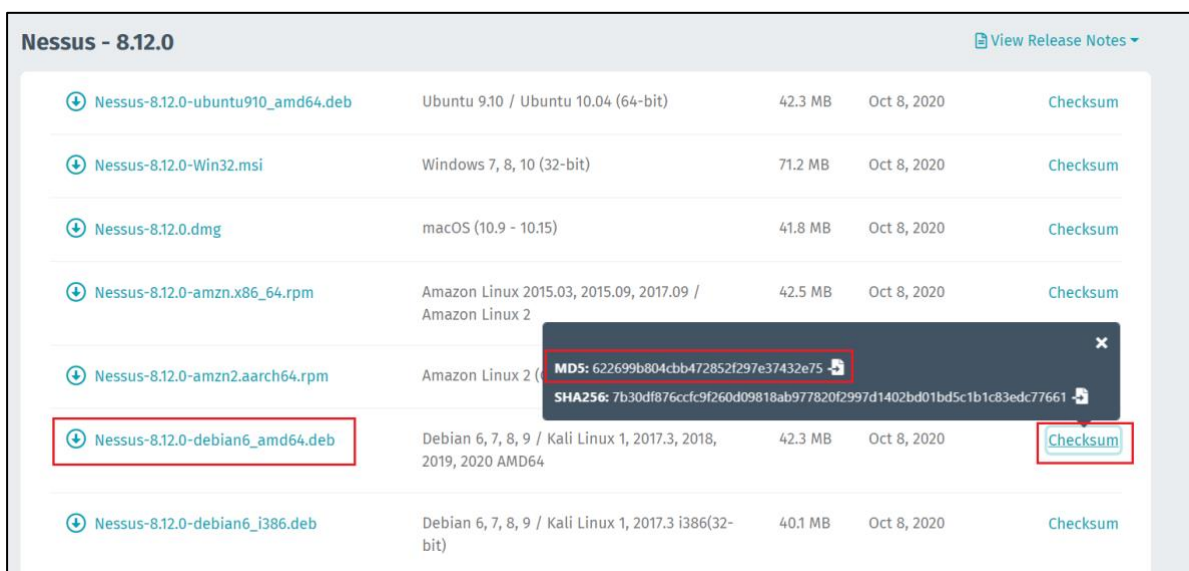 Nessus - 8.12.0
View Release Notes
Nessus-8.12.0-ubuntu910_amd64.deb Ubuntu 9.10 / Ubuntu 10.04 (64-bit) 42.3 MB Oct 8, 2020 Checksum
Nessus-8.12.0-Win32.msi Windows 7, 8, 10 (32-bit) 71.2 MB Oct 8, 2020 Checksum
Nessus-8.12.0.dmg macOS (10.9 - 10.15) 41.8 MB Oct 8, 2020 Checksum
Nessus-8.12.0-amzn.x86_64.rpm Amazon Linux 2015.03, 2015.09, 2017.09 / 42.5 MB Oct 8, 2020 Checksum
Amazon Linux 2
MD5: 622699b804cbb472852f297e37432e75
Nessus-8.12.0-amzn2.aarch64.rpm Amazon Linux 2
SHA256: 7b30df876ccfc9f260d09818ab977820f2997d1402bd01bd5c1b1c83edc77661
Nessus-8.12.0-debian6_amd64.deb Debian 6, 7, 8, 9 / Kali Linux 1, 2017.3, 2018, 42.3 MB Oct 8, 2020 Checksum
2019, 2020 AMD64
Nessus-8.12.0-debian6_i386.deb Debian 6, 7, 8, 9 / Kali Linux 1, 2017.3 i386(32- 40.1 MB Oct 8, 2020 Checksum
bit)